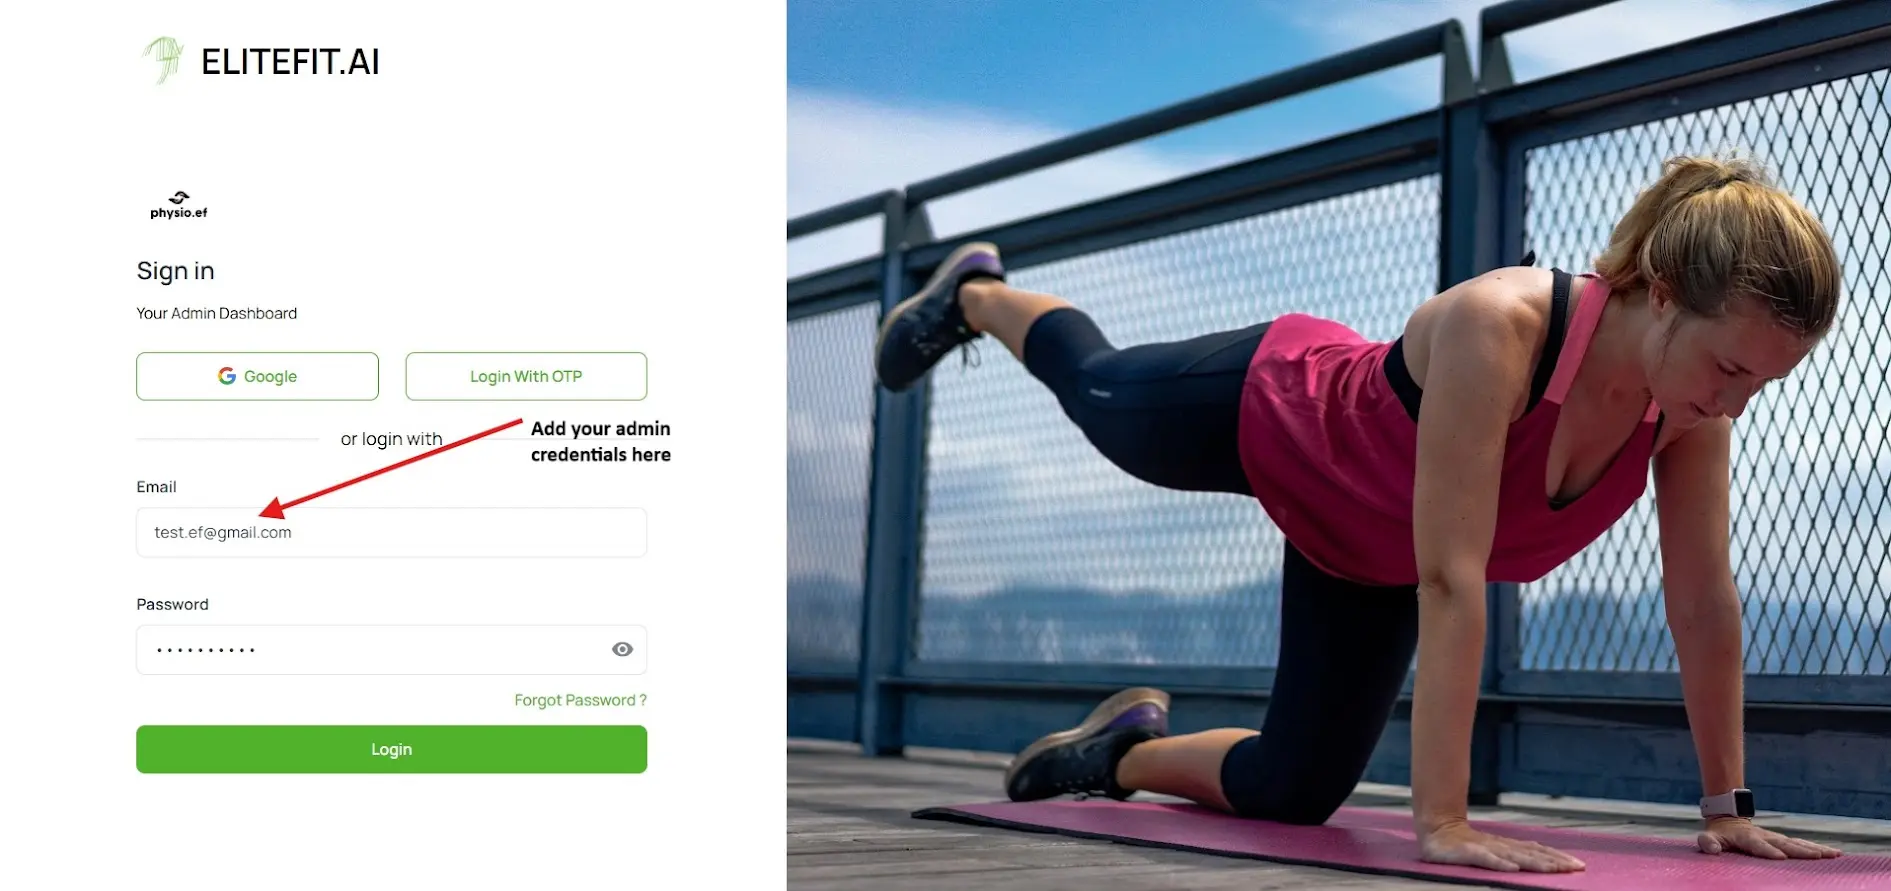 ELITEFIT.AI
physio.ef
Sign in
Your Admin Dashboard
Google
Login With OTP
or login with
Add your admin
credentials here
Email
test.ef@gmail.com
Password
Forgot Password ?
Login